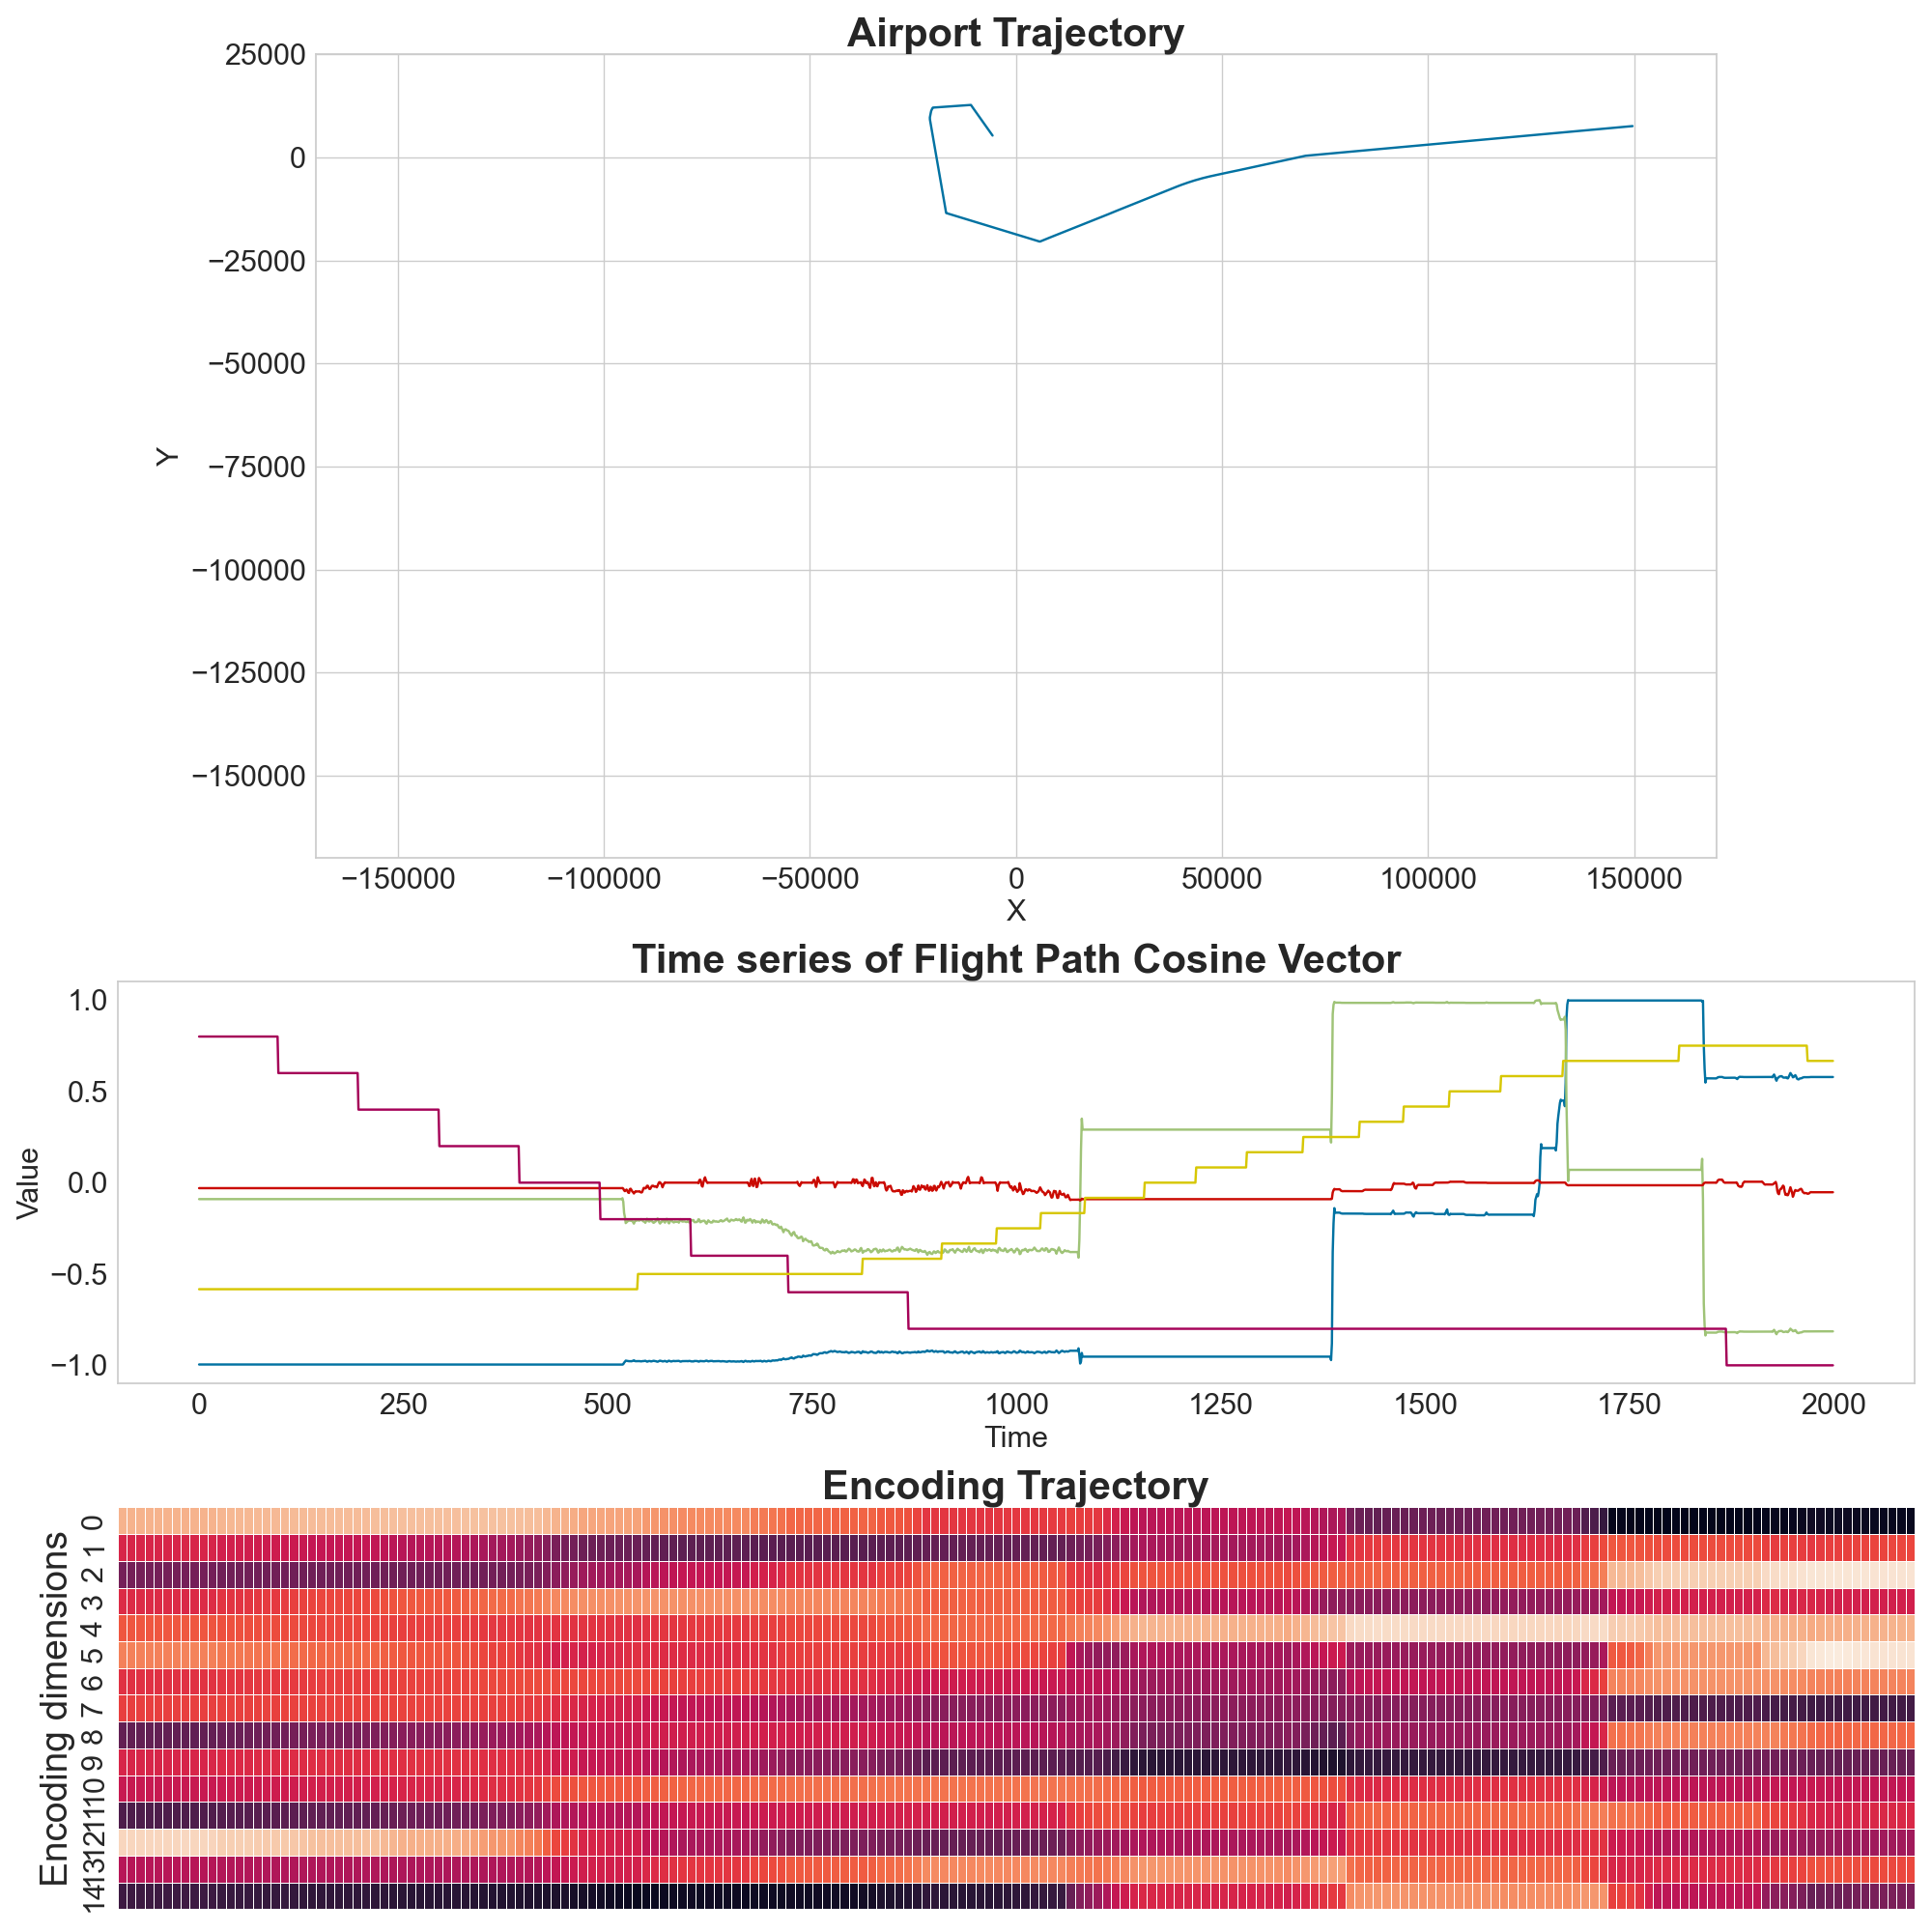 Airport Trajectory
25000
0
−25000
−50000
−75000
−100000
−125000
−150000
Y
−150000 −100000 −50000 0 50000 100000 150000
X
Time series of Flight Path Cosine Vector
1.0
0.5
0.0
−0.5
−1.0
Value
0 250 500 750 1000 1250 1500 1750 2000
Time
Encoding Trajectory
Encoding dimensions
0
1
2
3
4
5
6
7
8
9
10
11
12
13
14